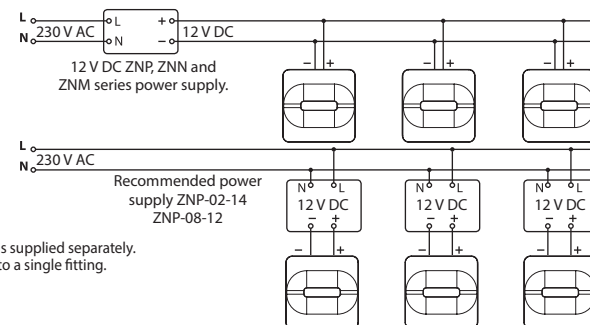 L
230 V AC
N
L
N
+
−
12 V DC
12 V DC ZNP, ZNN and
ZNM series power supply.
− +
− +
− +
L
230 V AC
N
Recommended power
supply ZNP-02-14
ZNP-08-12
N L
12 V DC
− +
N L
12 V DC
− +
N L
12 V DC
− +
s supplied separately.
to a single fitting.
− +
− +
− +